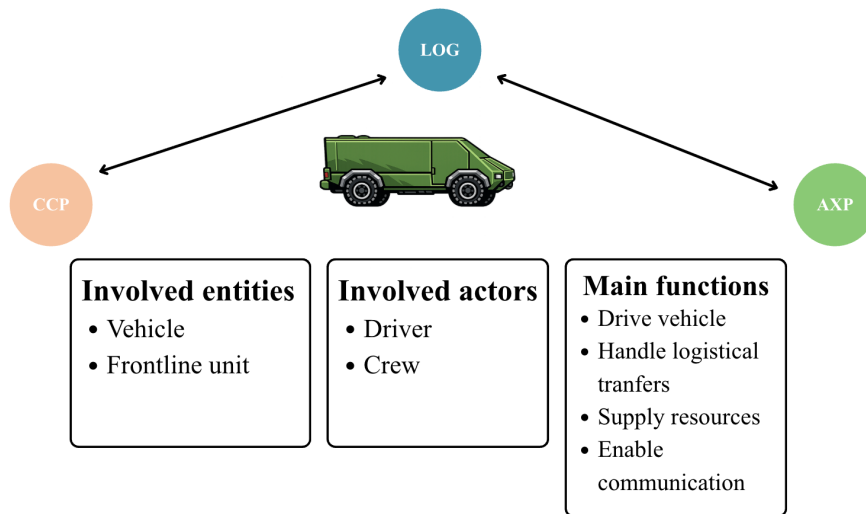 LOG
CCP
AXP
Involved entities
• Vehicle
• Frontline unit
Involved actors
• Driver
• Crew
Main functions
• Drive vehicle
• Handle logistical
tranfers
• Supply resources
• Enable
communication